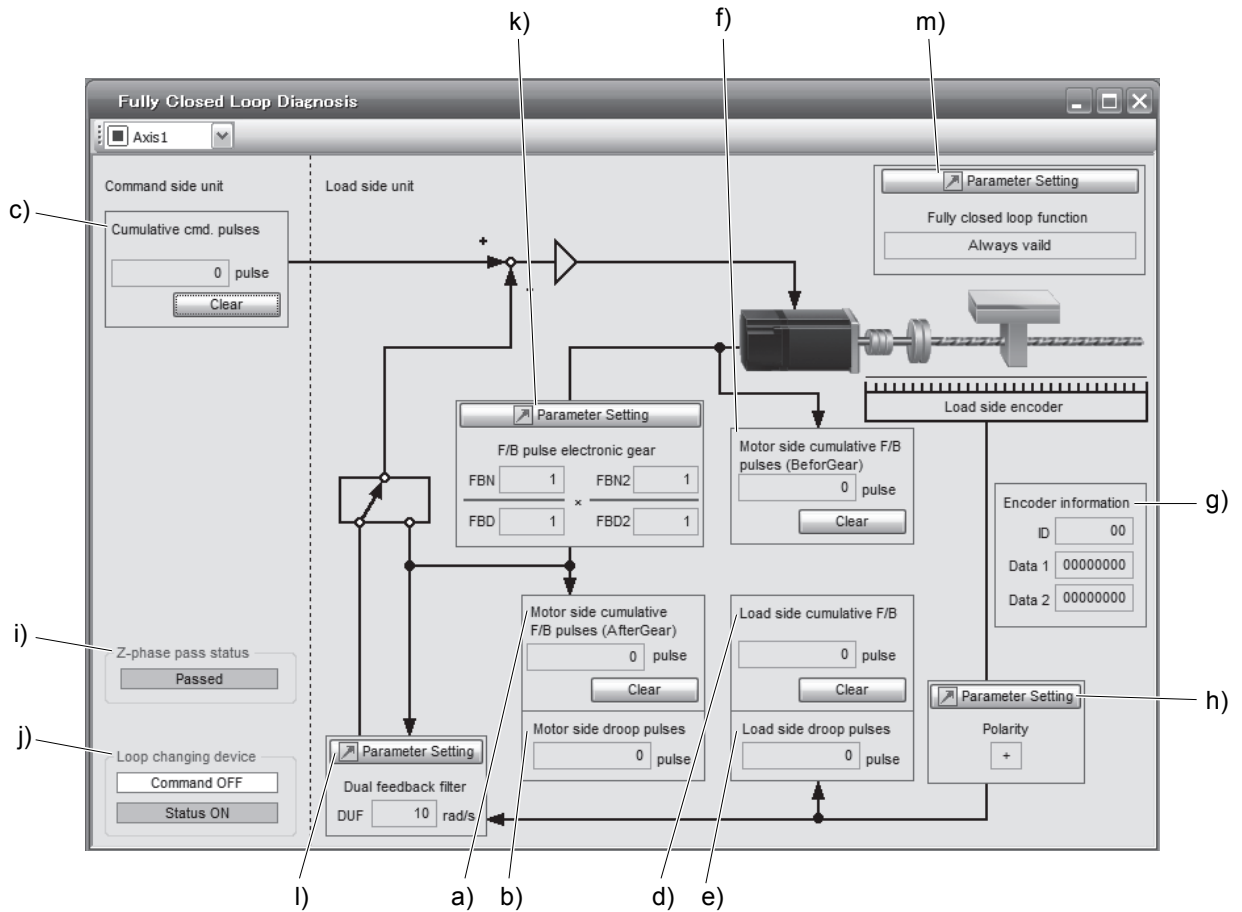 k)
f)
m)
Fully Closed Loop Diagnosis
Axis1
Command side unit
Load side unit
Parameter Setting
c)
Cumulative cmd. pulses
0 pulse
Clear
Fully closed loop function
Always vaild
+
-
Parameter Setting
F/B pulse electronic gear
FBN 1 FBN2 1
×
FBD 1 FBD2 1
Load side encoder
Motor side cumulative F/B
pulses (BeforGear)
0 pulse
Clear
g)
Encoder information
ID 00
Data 1 00000000
Data 2 00000000
i)
Z-phase pass status
Passed
Motor side cumulative
F/B pulses (AfterGear)
0 pulse
Clear
Load side cumulative F/B
0 pulse
Clear
h)
Parameter Setting
Polarity
+
j)
Loop changing device
Command OFF
Status ON
Parameter Setting
Dual feedback filter
DUF 10 rad/s
Motor side droop pulses
0 pulse
Load side droop pulses
0 pulse
l)
a)
b)
d)
e)